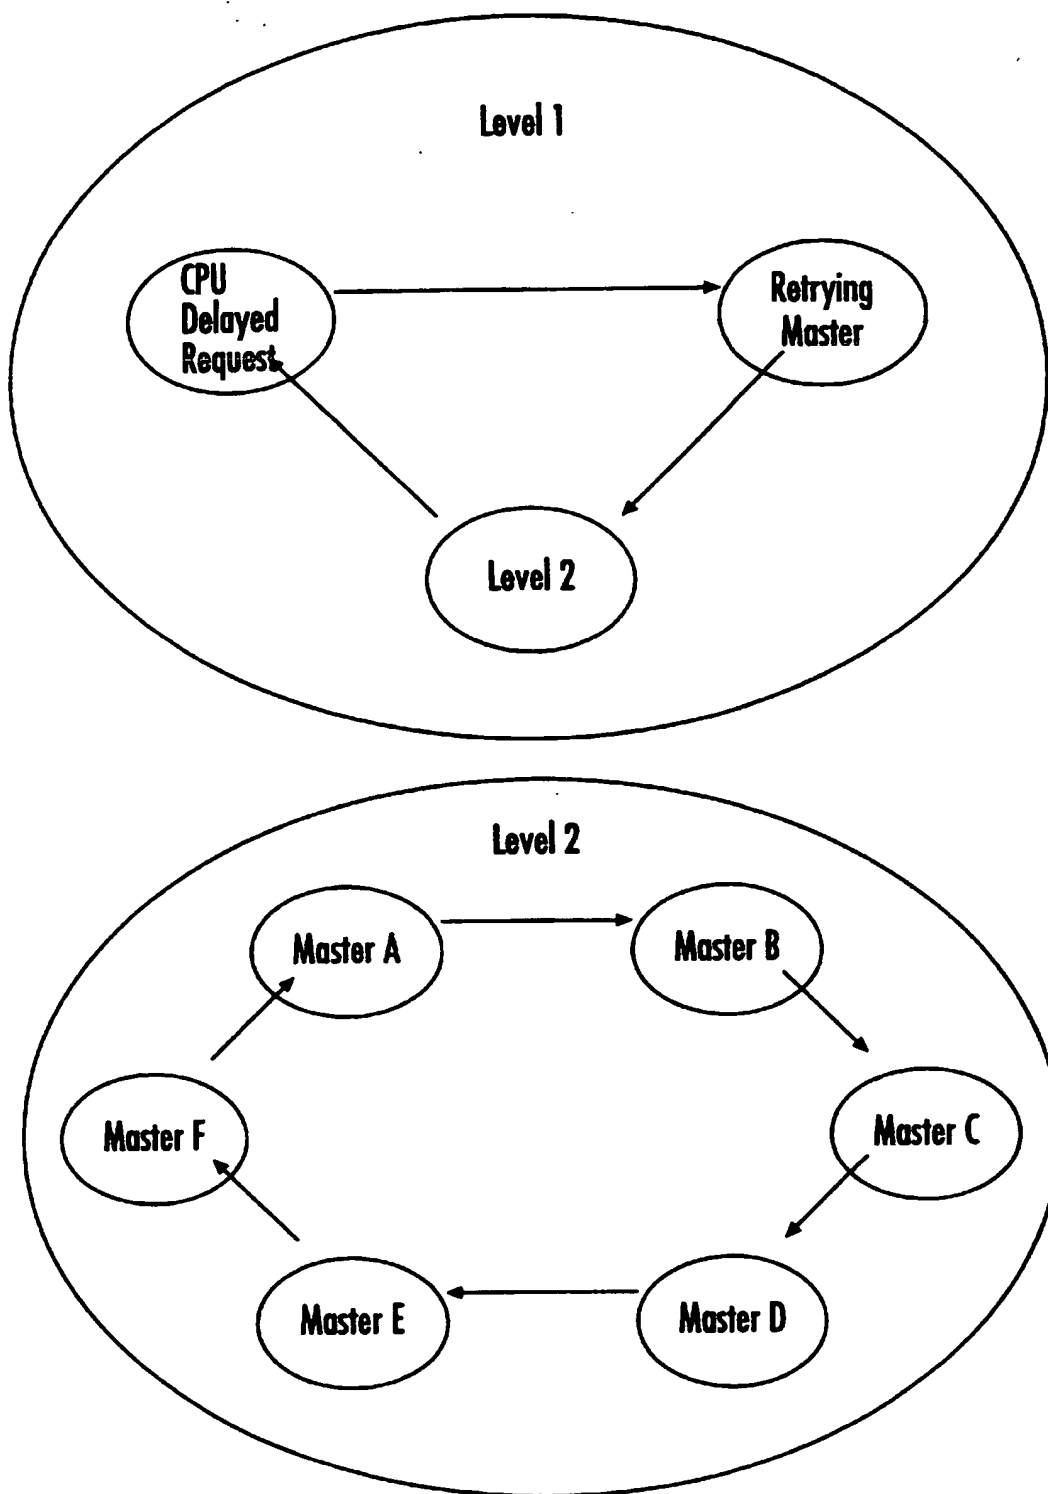 Level 1
CPU
Delayed
Request
Retrying
Master
Level 2
Level 2
Master A
Master B
Master F
Master C
Master E
Master D